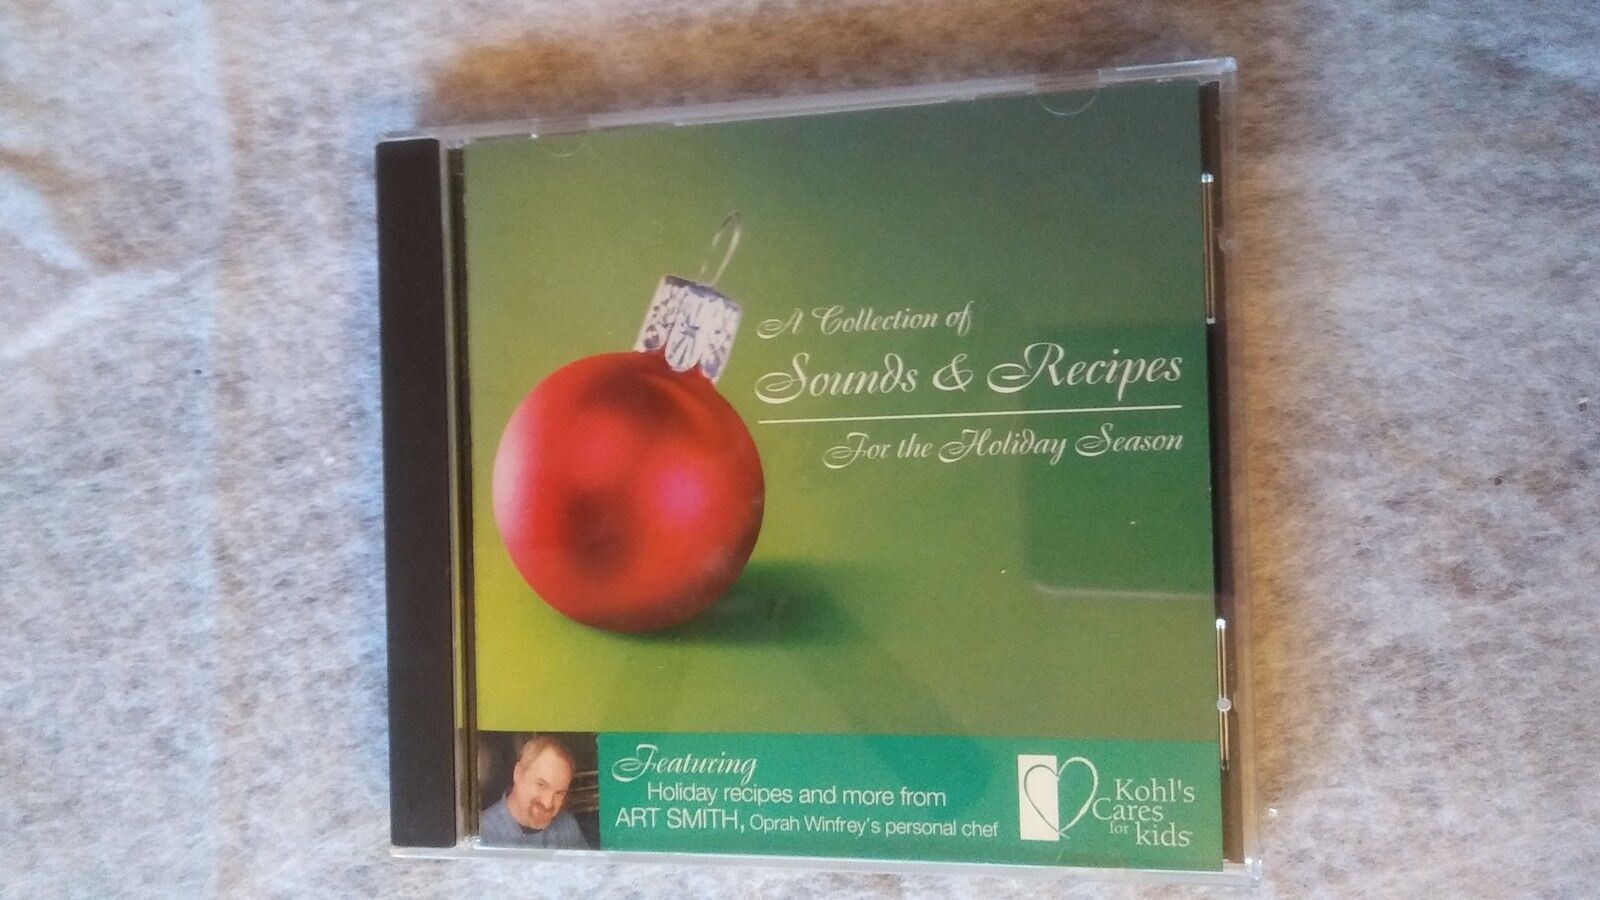 A Collection of
Sounds & Recipes
For the Holiday Season
Featuring
Holiday recipes and more from
ART SMITH, Oprah Winfrey's personal chef
Kohl's
Cares
for kids